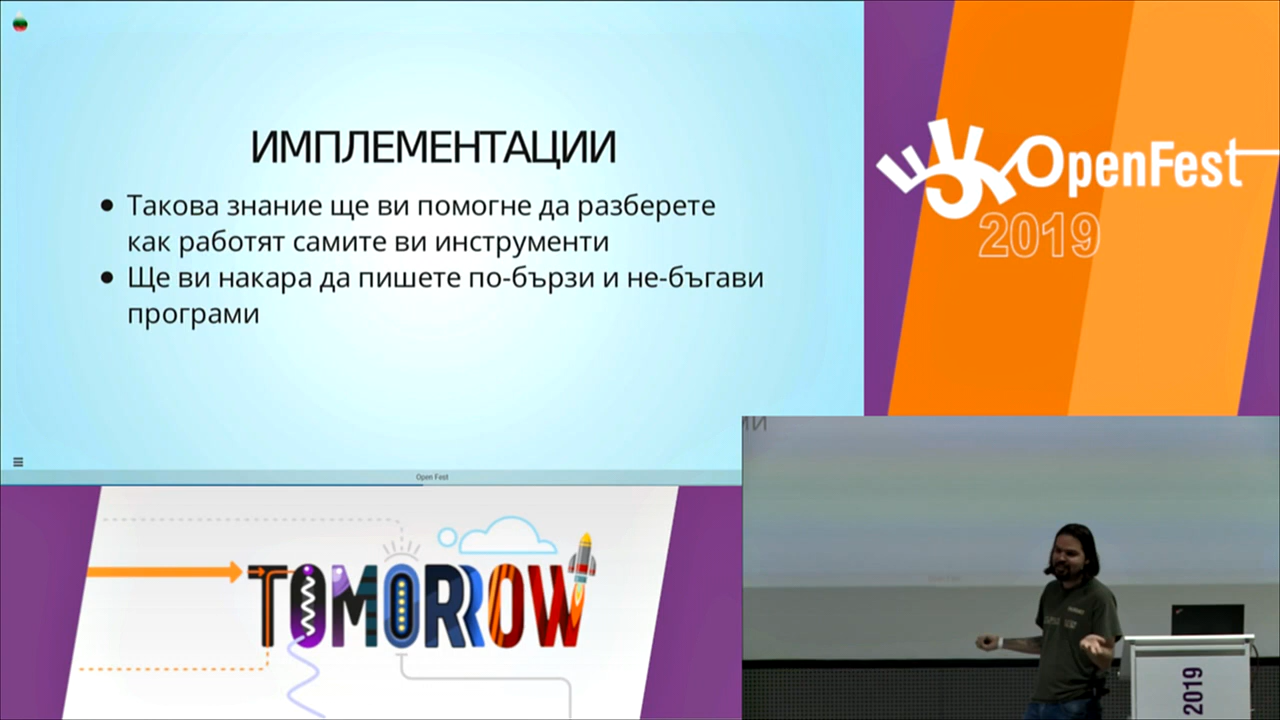 ИМПЛЕМЕНТАЦИИ
Такова знание ще ви помогне да разберете
как работят самите ви инструменти
Ще ви накара да пишете по-бързи и не-бъгави
програми
Open Fest
OpenFest
2019
TOMORROW
2019